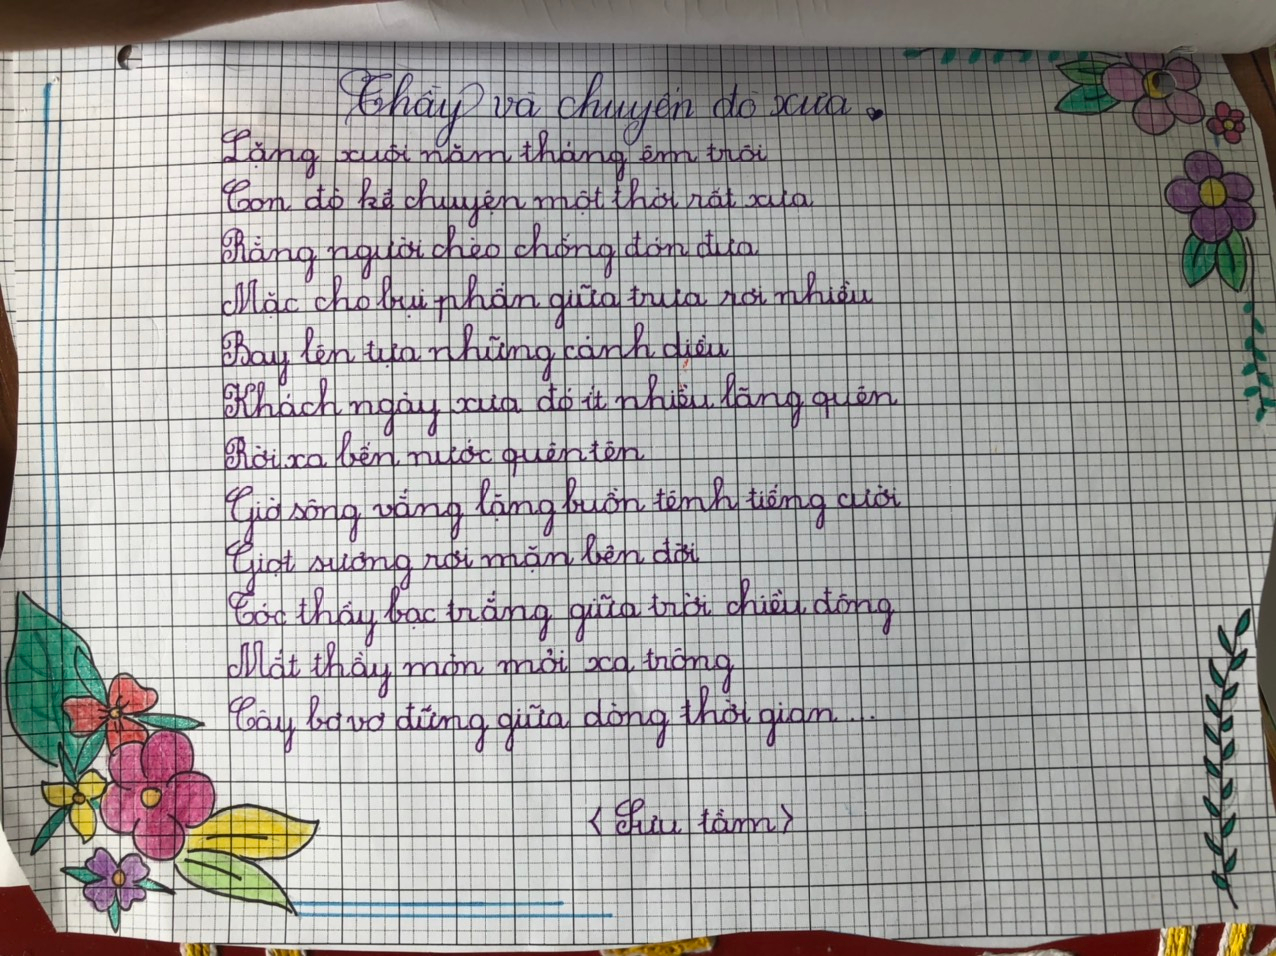 Thầy và chuyến đò xưa
Lặng xuôi năm tháng êm trôi
Con đò kể chuyện một thời rất xưa
Rằng người chèo chống đón đưa
Mặc cho bụi phấn giữa trưa rơi nhiều
Bay lên tựa những cánh diều
Khách ngày xưa đó ít nhiều lãng quên
Rời xa bến nước quên tên
Giờ sông vắng lặng buồn tênh tiếng cười
Giọt sương rơi mặn bên đời
Tóc thầy bạc trắng giữa trời chiều đông
Mắt thầy mòn mỏi xa trông
Cây bơ vơ đứng giữa dòng thời gian...
<Sưu tầm>